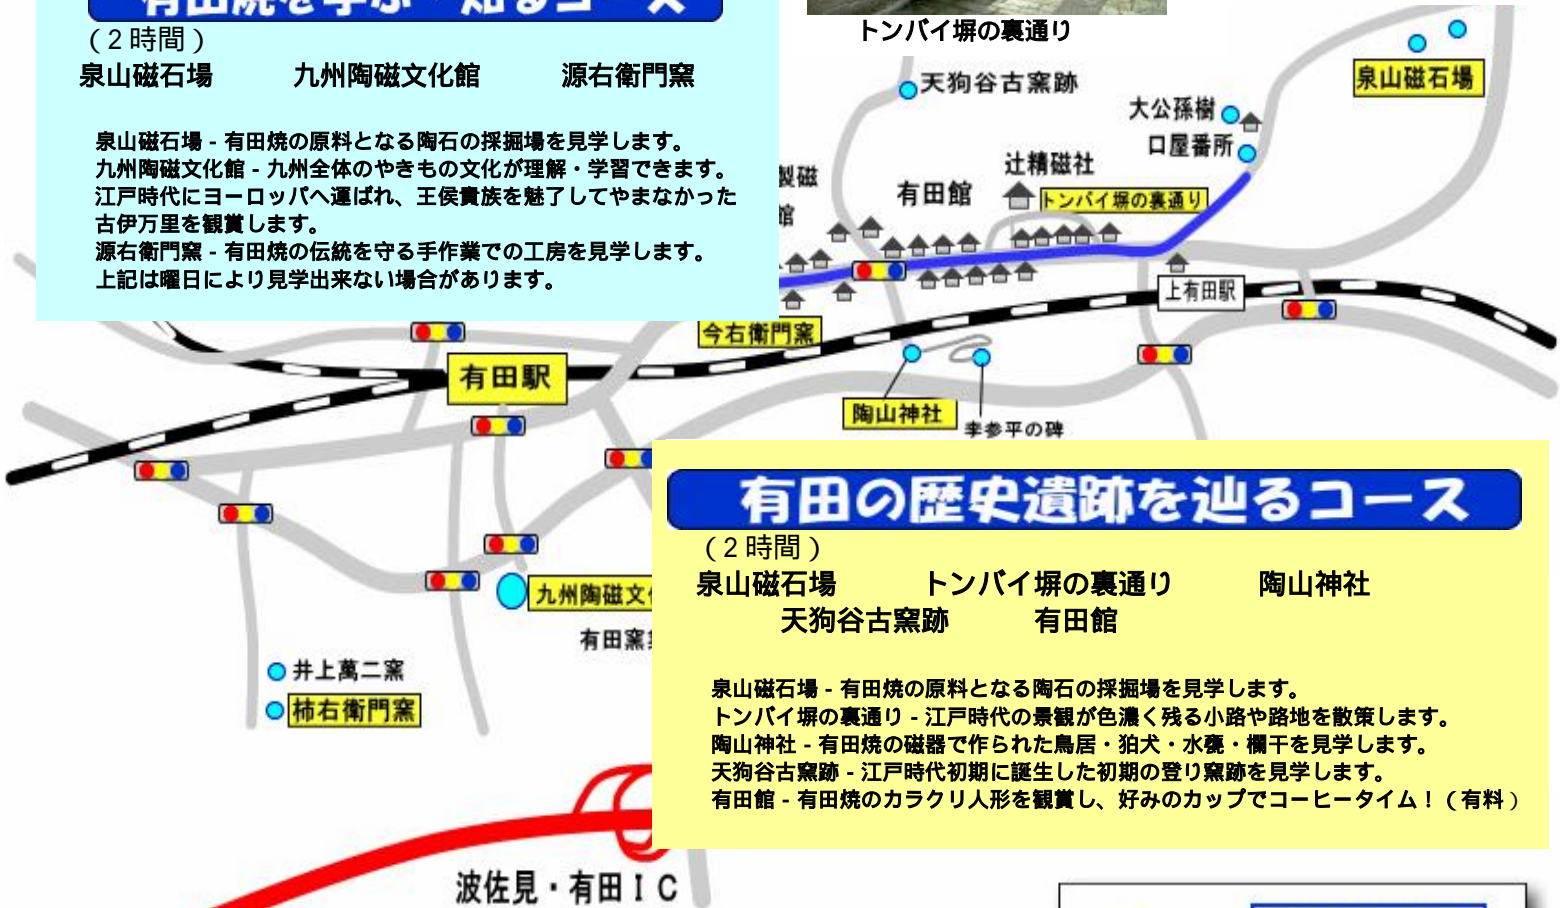 有田焼を学ぶ・知るコース
（２時間）
泉山磁石場　九州陶磁文化館　源右衛門窯
泉山磁石場 - 有田焼の原料となる陶石の採掘場を見学します。
九州陶磁文化館 - 九州全体のやきもの文化が理解・学習できます。
江戸時代にヨーロッパへ運ばれ、王侯貴族を魅了してやまなかった
古伊万里を観賞します。
源右衛門窯 - 有田焼の伝統を守る手作業での工房を見学します。
上記は曜日により見学出来ない場合があります。
トンバイ塀の裏通り
天狗谷古窯跡
泉山磁石場
大公孫樹
口屋番所
辻精磁社
製磁
館
有田館
トンバイ塀の裏通り
上有田駅
今右衛門窯
有田駅
陶山神社
李参平の碑
九州陶磁文
有田窯
井上萬二窯
柿右衛門窯
波佐見・有田ＩＣ
有田の歴史遺跡を辿るコース
（２時間）
泉山磁石場　トンバイ塀の裏通り　陶山神社
天狗谷古窯跡　有田館
泉山磁石場 - 有田焼の原料となる陶石の採掘場を見学します。
トンバイ塀の裏通り - 江戸時代の景観が色濃く残る小路や路地を散策します。
陶山神社 - 有田焼の磁器で作られた鳥居・狛犬・水甕・欄干を見学します。
天狗谷古窯跡 - 江戸時代初期に誕生した初期の登り窯跡を見学します。
有田館 - 有田焼のカラクリ人形を観賞し、好みのカップでコーヒータイム！（有料）